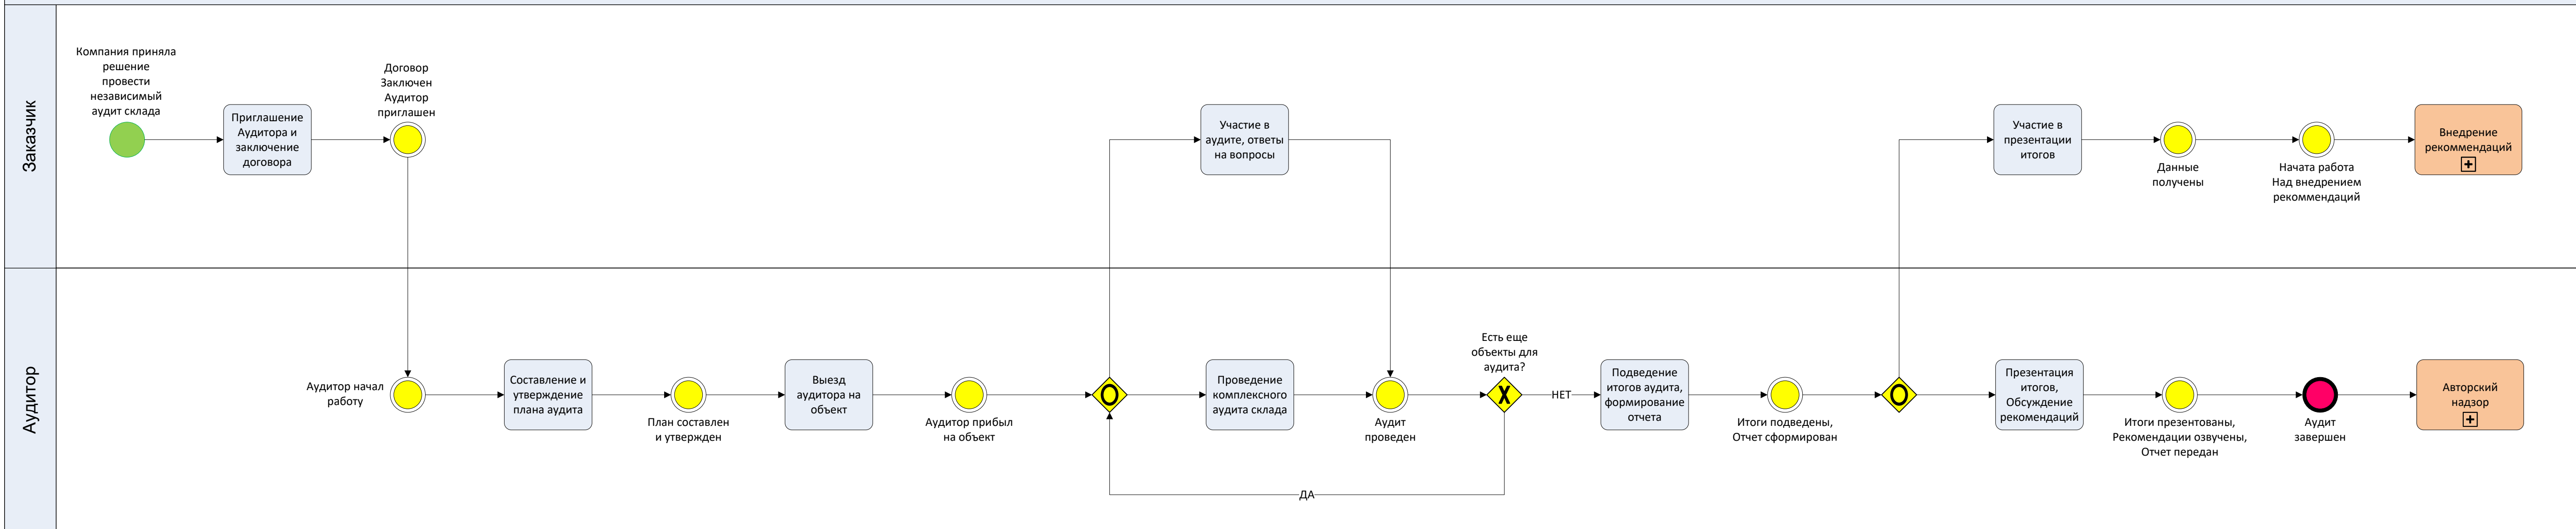 Заказчик
Компания приняла
решение
провести
независимый
аудит склада
Приглашение
Аудитора и
заключение
договора
Договор
Заключен
Аудитор
приглашен
Участие в
аудите, ответы
на вопросы
Участие в
презентации
итогов
Данные
получены
Начата работа
Над внедрением
рекоммендаций
Внедрение
рекоммендаций
Аудитор
Аудитор начал
работу
Составление и
утверждение
плана аудита
План составлен
и утвержден
Выезд
аудитора на
объект
Аудитор прибыл
на объект
Проведение
комплексного
аудита склада
Аудит
проведен
Есть еще
объекты для
аудита?
X
НЕТ
ДА
Подведение
итогов аудита,
формирование
отчета
Итоги подведены,
Отчет сформирован
Презентация
итогов,
Обсуждение
рекомендаций
Итоги презентованы,
Рекомендации озвучены,
Отчет передан
Аудит
завершен
Авторский
надзор